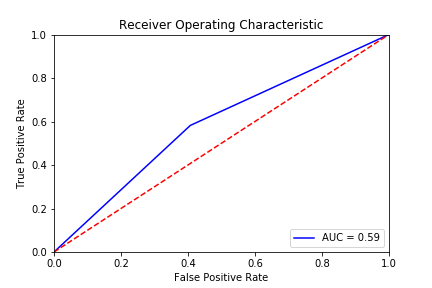 Receiver Operating Characteristic
1.0
0.8
0.6
0.4
0.2
0.0
True Positive Rate
AUC = 0.59
0.0 0.2 0.4 0.6 0.8 1.0
False Positive Rate